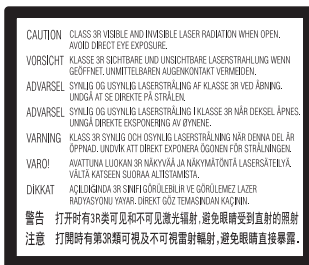 CAUTION CLASS 3R VISIBLE AND INVISIBLE LASER RADIATION WHEN OPEN.
AVOID DIRECT EYE EXPOSURE.
VORSICHT KLASSE 3R SICHTBARE UND UNSICHTBARE LASERSTRAHLUNG WENN
GEÖFFNET. UNMITTELBAREN AUGENKONTAKT VERMEIDEN.
ADVARSEL SYNLIG OG USYNLIG LASERSTRÅLING AF KLASSE 3R VED ÅBNING.
UNDGÅ AT SE DIREKTE PÅ STRÅLEN.
ADVARSEL SYNLIG OG USYNLIG LASERSTRÅLING I KLASSE 3R NÅR DEKSEL ÅPNES.
UNNGÅ DIREKTE EKSPONERING AV ØYNENE.
VARNING KLASS 3R SYNLIG OCH OSYNLIG LASERSTRÅLNING NÄR DENNA DEL ÄR
ÖPPNAD. UNDVIK ATT DIREKT EXPONERA ÖGONEN FÖR STRÅLNINGEN.
VARO! AVATTUNA LUOKAN 3R NÄKYVÄÄ JA NÄKYMÄTÖNTÄ LASERSÄTEILYÄ.
VÄLTÄ KATSEEN SUORAA ALTISTAMISTA.
DİKKAT AÇILDIĞINDA 3R SINIFI GÖRÜLEBİLİR VE GÖRÜLEMEZ LAZER
RADYASYONU YAYAR. DİREKT GÖZ TEMASINDAN KAÇININ.
警告 打开时有3R类可见和不可见激光辐射,避免眼睛受到直射的照射
注意 打開時有第3R類可視及不可視雷射輻射,避免眼睛直接暴露.